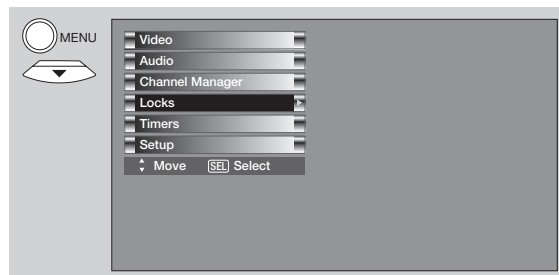 MENU
Video
Audio
Channel Manager
Locks
Timers
Setup
Move SEL Select